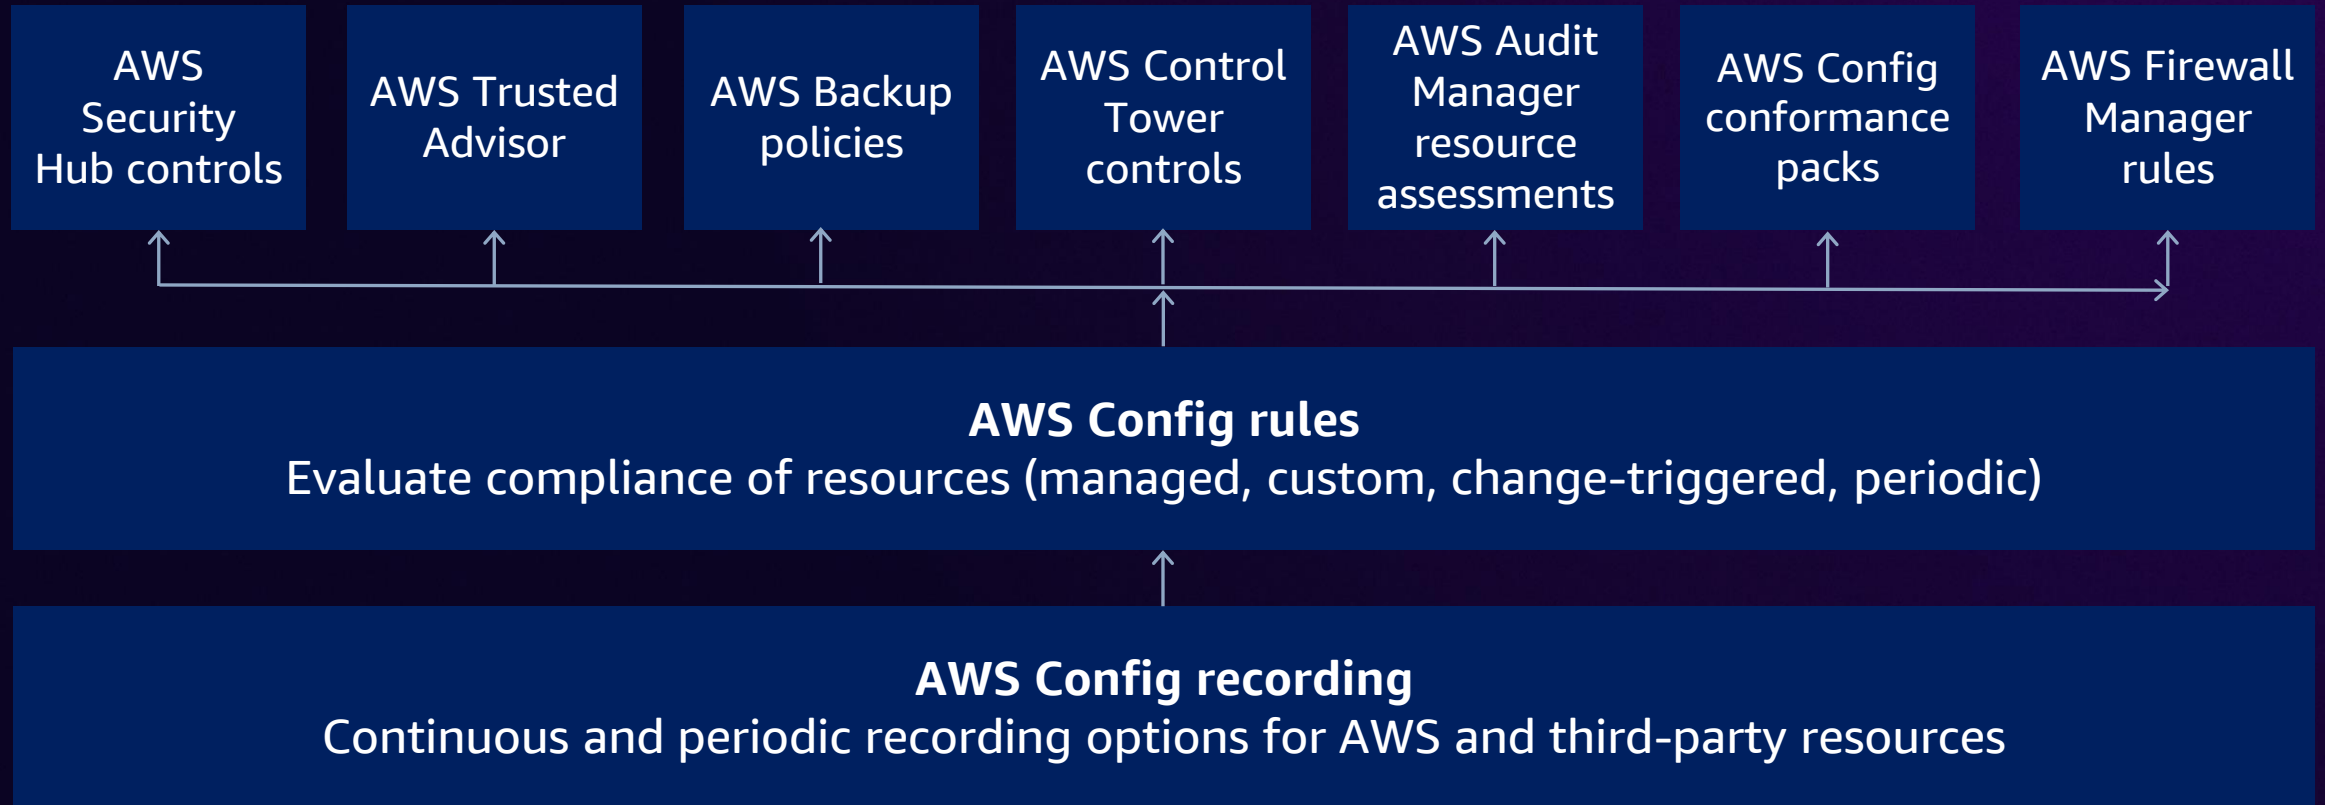 AWS
Security
Hub controls
AWS Trusted
Advisor
AWS Backup
policies
AWS Control
Tower
controls
AWS Audit
Manager
resource
assessments
AWS Config
conformance
packs
AWS Firewall
Manager
rules
AWS Config rules
Evaluate compliance of resources (managed, custom, change-triggered, periodic)
AWS Config recording
Continuous and periodic recording options for AWS and third-party resources